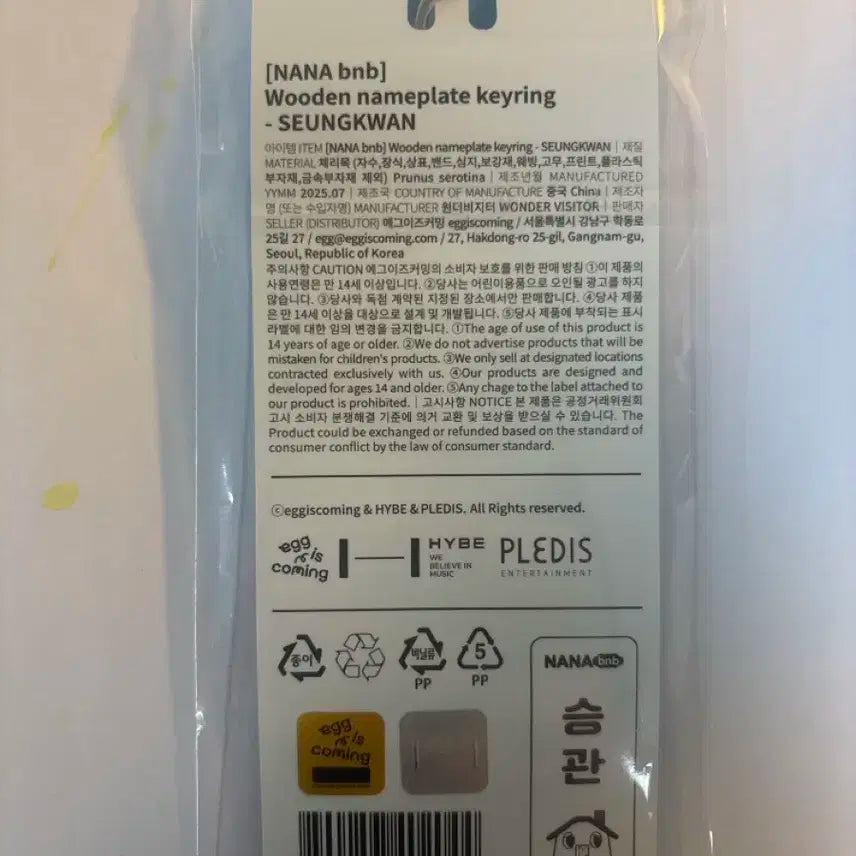 [NANA bnb]
Wooden nameplate keyring
- SEUNGKWAN
아이템 ITEM [NANA bnb] Wooden nameplate keyring - SEUNGKWAN | 재질
MATERIAL 체리목 (자수,장식,상표,밴드,심지,보강재,웨빙,고무,프린트,플라스틱
부자재,금속부자재 제외) Prunus serotina | 제조년월 MANUFACTURED
YYMM 2025.07 | 제조국 COUNTRY OF MANUFACTURE 중국 China | 제조자
명 (또는 수입자명) MANUFACTURER 원더비지터 WONDER VISITOR | 판매자
SELLER (DISTRIBUTOR) 에그이즈커밍 eggiscoming / 서울특별시 강남구 학동로
25길 27 / egg@eggiscoming.com / 27, Hakdong-ro 25-gil, Gangnam-gu,
Seoul, Republic of Korea
주의사항 CAUTION 에그이즈커밍의 소비자 보호를 위한 판매 방침 ①이 제품의
사용연령은 만 14세 이상입니다. ②당사는 어린이용품으로 오인될 광고를 하지
않습니다. ③당사와 독점 계약된 지정된 장소에서만 판매합니다. ④당사 제품
은 만 14세 이상을 대상으로 설계 및 개발됩니다. ⑤당사 제품에 부착되는 표시
라벨에 대한 임의 변경을 금지합니다. ①The age of use of this product is
14 years of age or older. ②We do not advertise products that will be
mistaken for children's products. ③We only sell at designated locations
contracted exclusively with us. ④Our products are designed and
developed for ages 14 and older. ⑤Any chage to the label attached to
our product is prohibited. | 고시사항 NOTICE 본 제품은 공정거래위원회
고시 소비자 분쟁해결 기준에 의거 교환 및 보상을 받으실 수 있습니다. The
Product could be exchanged or refunded based on the standard of
consumer conflict by the law of consumer standard.
ⓒeggiscoming & HYBE & PLEDIS. All Rights reserved.
egg
is
coming
HYBE
WE
BELIEVE IN
MUSIC
PLEDIS
ENTERTAINMENT
종이
비닐류
PP
5
PP
NANA bnb
승
관
egg
is
coming